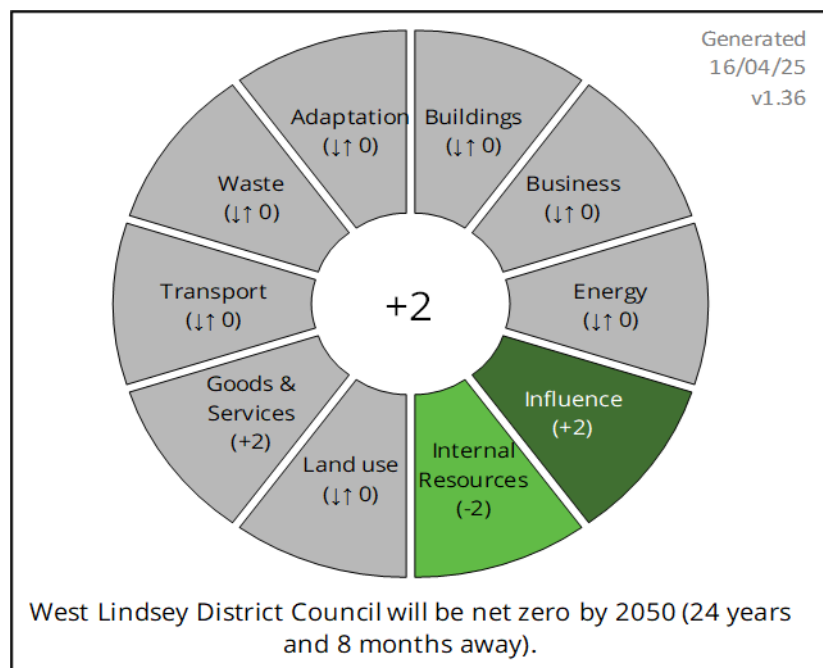 Generated
16/04/25
v1.36
Adaptation
(↓↑ 0)
Buildings
(↓↑ 0)
Waste
(↓↑ 0)
Business
(↓↑ 0)
Transport
(↓↑ 0)
+2
Energy
(↓↑ 0)
Goods &
Services
(+2)
Influence
(+2)
Land use
(↓↑ 0)
Internal
Resources
(-2)
West Lindsey District Council will be net zero by 2050 (24 years
and 8 months away).